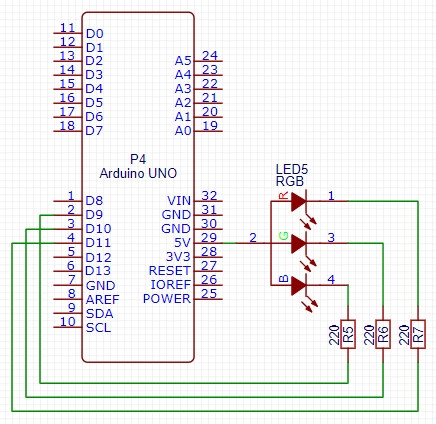 11 D0
12 D1
13 D2 A5 24
14 D3 A4 23
15 D4 A3 22
16 D5 A2 21
17 D6 A1 20
18 D7 A0 19
P4
Arduino UNO
LED5
RGB
1 D8 VIN 32 R 1
2 D9 GND 31
3 D10 GND 30
4 D11 5V 29 2 G 3
5 D12 3V3 28
6 D13 RESET 27
7 GND IOREF 26 B 4
8 AREF POWER 25
9 SDA
10 SCL
220 R5 220 R6 220 R7